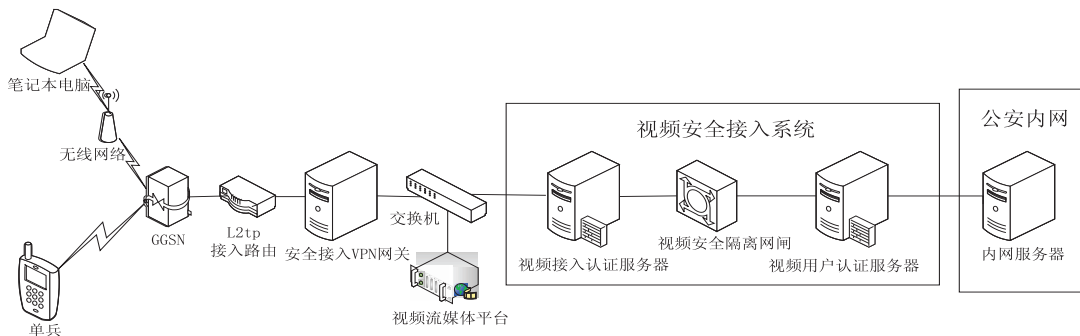 笔记本电脑
无线网络
单兵
GGSN
L2tp
接入路由
安全接入VPN网关
交换机
视频流媒体平台
视频安全接入系统
视频接入认证服务器
视频安全隔离网闸
视频用户认证服务器
公安内网
内网服务器